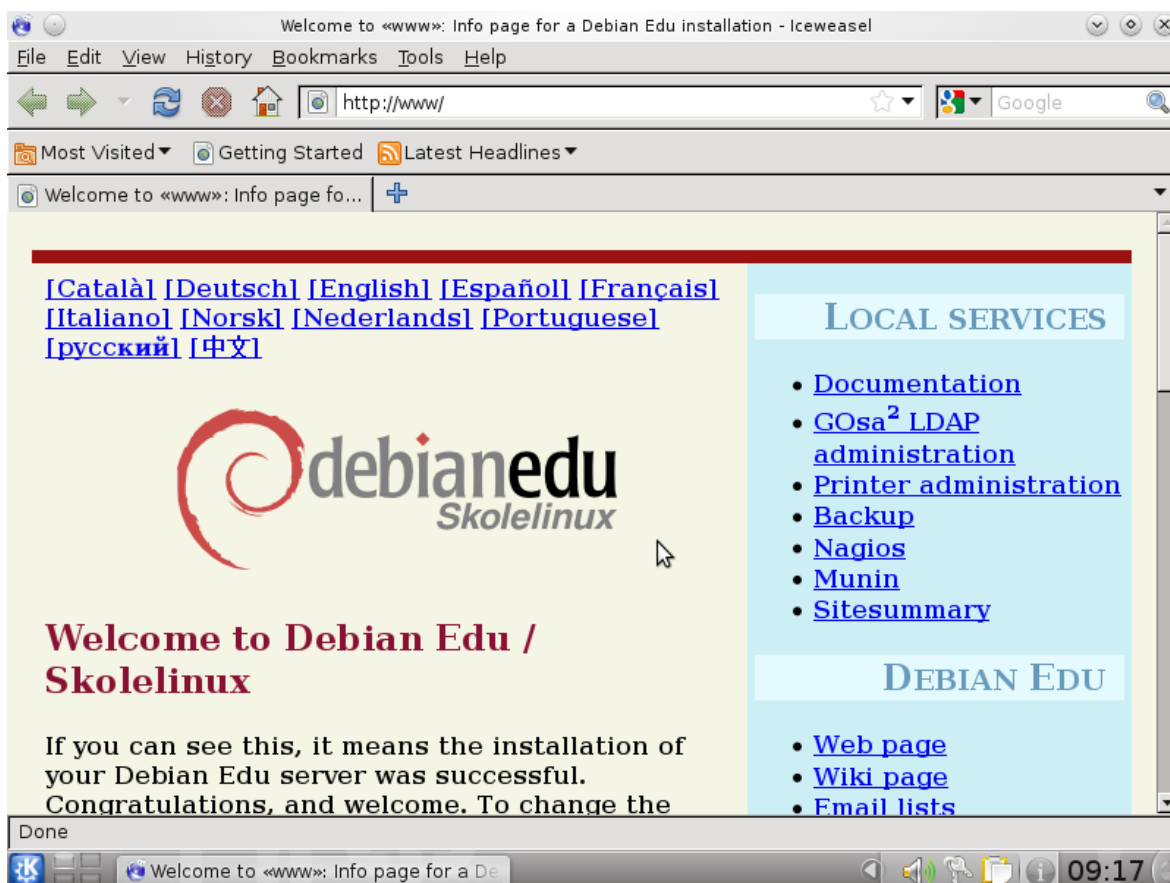 Welcome to «www»: Info page for a Debian Edu installation - Iceweasel
File Edit View History Bookmarks Tools Help
http://www/
Google
Most Visited Getting Started Latest Headlines
Welcome to «www»: Info page fo...
[Català] [Deutsch] [English] [Español] [Français]
[Italiano] [Norsk] [Nederlands] [Portuguese]
[русский] [中文]
debianedu
Skolelinux
Welcome to Debian Edu /
Skolelinux
If you can see this, it means the installation of
your Debian Edu server was successful.
Congratulations, and welcome. To change the
LOCAL SERVICES
Documentation
GOsa² LDAP
administration
Printer administration
Backup
Nagios
Munin
Sitesummary
DEBIAN EDU
Web page
Wiki page
Email lists
Done
Welcome to «www»: Info page for a De
09:17